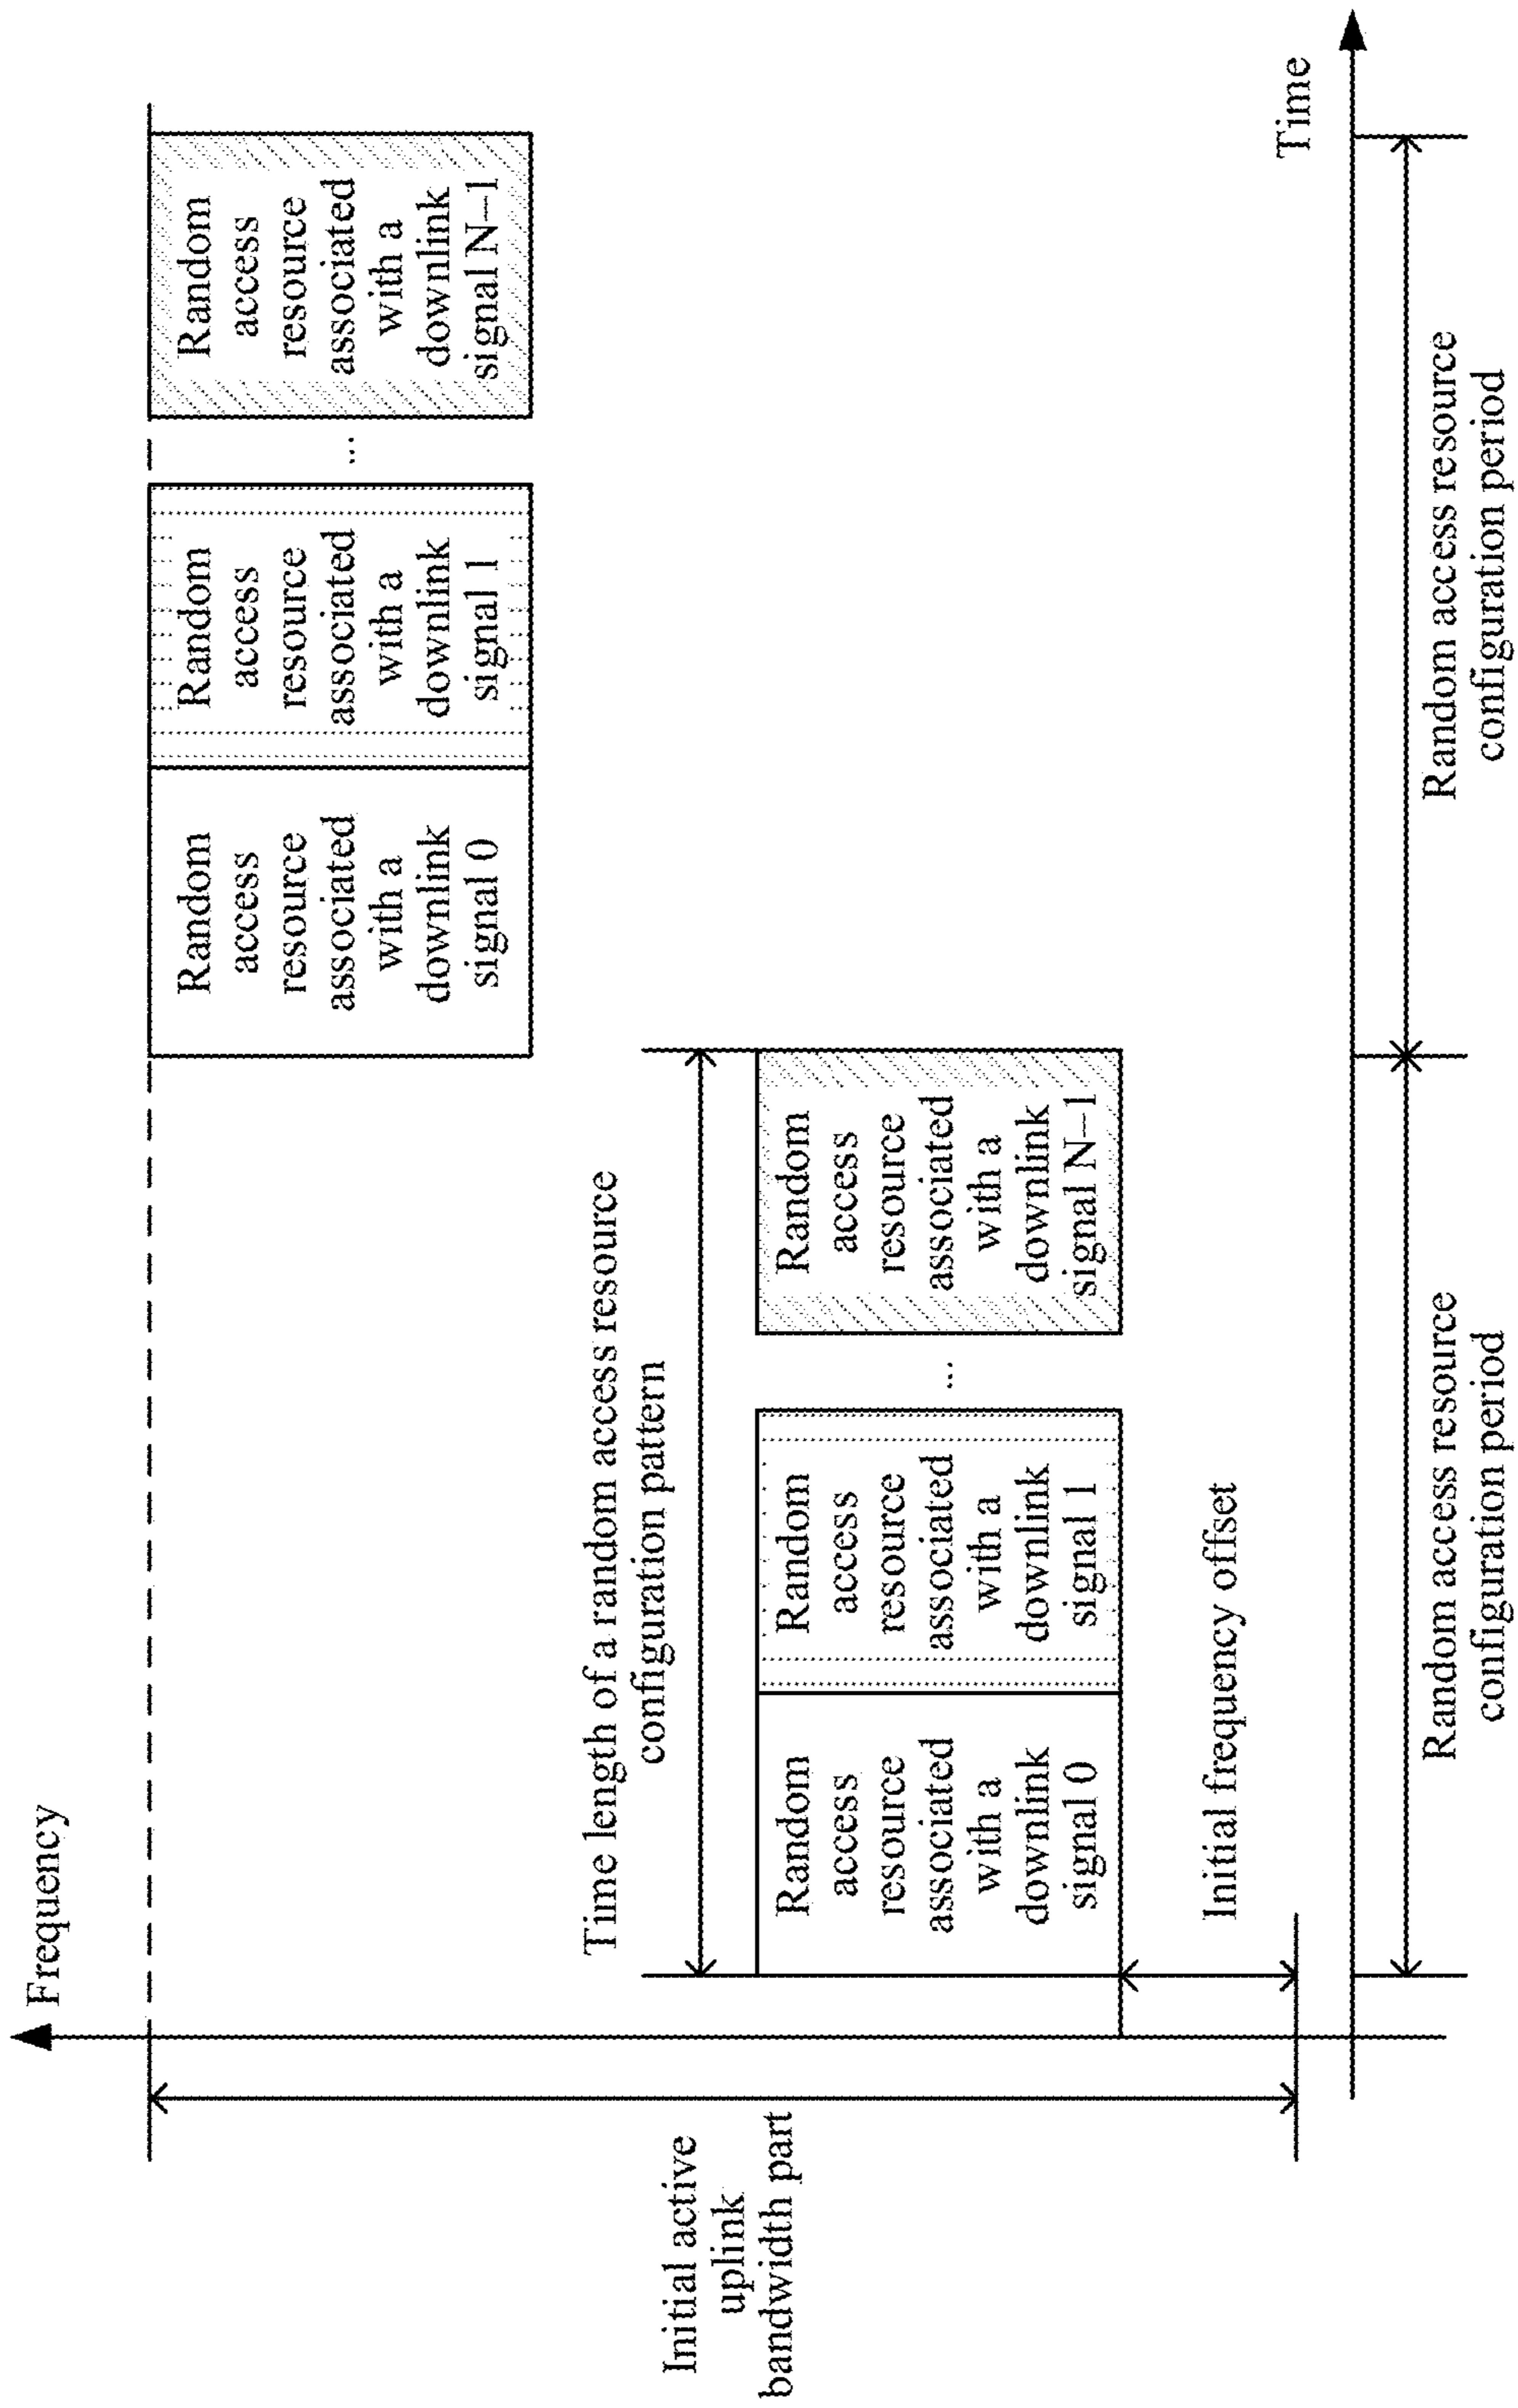 Frequency
Initial active
uplink
bandwidth part
Random
access
resource
associated
with a
downlink
signal 0
Random
access
resource
associated
with a
downlink
signal 1
...
Random
access
resource
associated
with a
downlink
signal N–1
Time length of a random access resource
configuration pattern
Random
access
resource
associated
with a
downlink
signal 0
Random
access
resource
associated
with a
downlink
signal 1
...
Random
access
resource
associated
with a
downlink
signal N–1
Initial frequency offset
Time
Random access resource
configuration period
Random access resource
configuration period